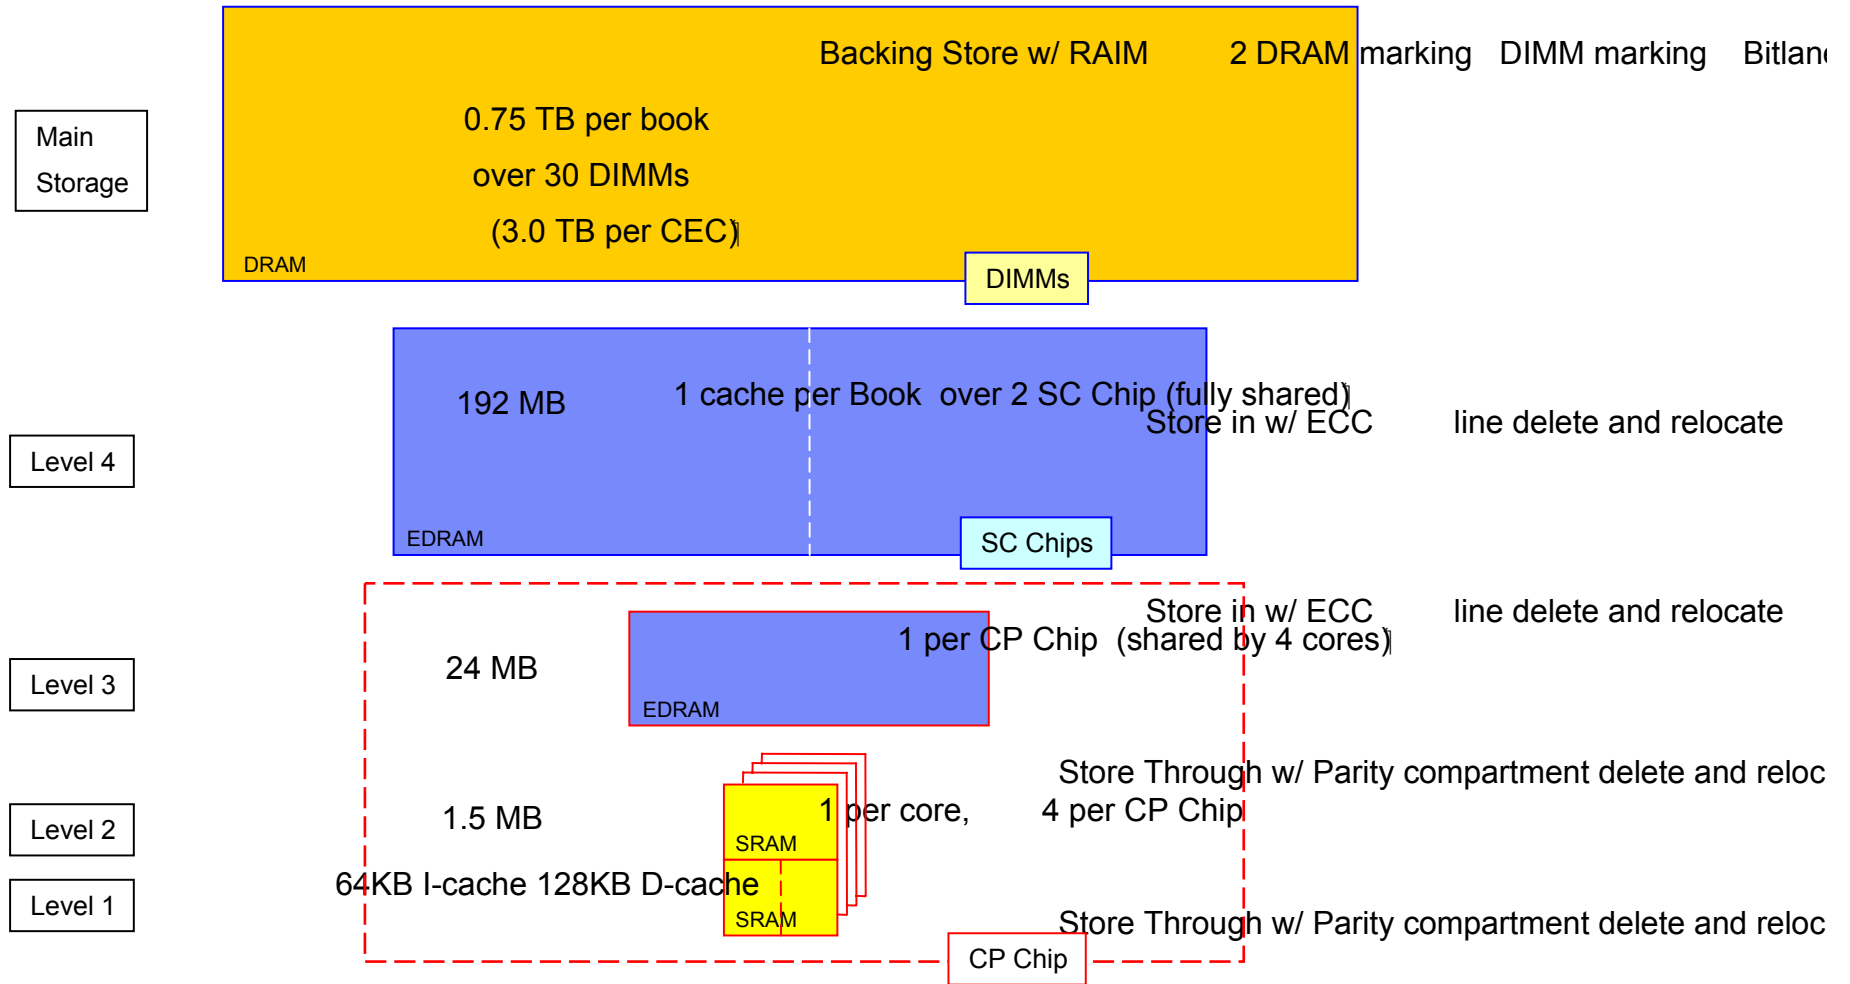 Backing Store w/ RAIM 2 DRAM marking DIMM marking
Main
Storage
0.75 TB per book
over 30 DIMMs
(3.0 TB per CEC)
DRAM
DIMMs
192 MB
1 cache per Book over 2 SC Chip (fully shared)
Store in w/ ECC line delete and relocate
Level 4
EDRAM
SC Chips
Store in w/ ECC line delete and relocate
1 per CP Chip (shared by 4 cores)
24 MB
Level 3
EDRAM
Store Through w/ Parity compartment delete and
1.5 MB
1 per core, 4 per CP Chip
Level 2
SRAM
64KB I-cache 128KB D-cache
Level 1
SRAM
Store Through w/ Parity compartment delete and
CP Chip